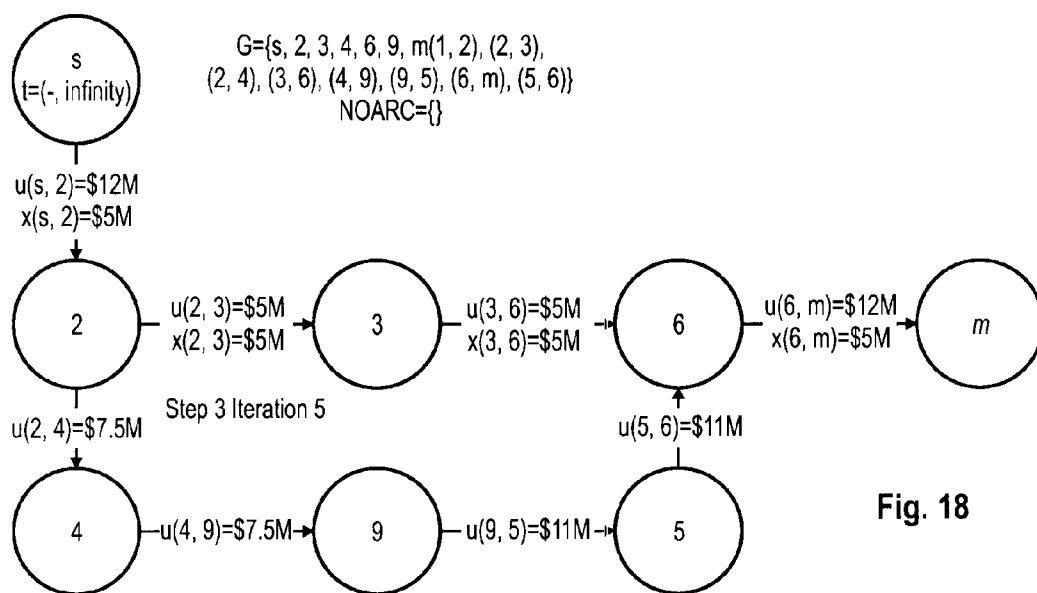 s
t=(-, infinity)
G={s, 2, 3, 4, 6, 9, m(1, 2), (2, 3),
(2, 4), (3, 6), (4, 9), (9, 5), (6, m), (5, 6)}
NOARC={}
u(s, 2)=$12M
x(s, 2)=$5M
2
u(2, 3)=$5M
x(2, 3)=$5M
3
u(3, 6)=$5M
x(3, 6)=$5M
6
u(6, m)=$12M
x(6, m)=$5M
m
Step 3 Iteration 5
u(2, 4)=$7.5M
u(5, 6)=$11M
4
u(4, 9)=$7.5M
9
u(9, 5)=$11M
5
Fig. 18